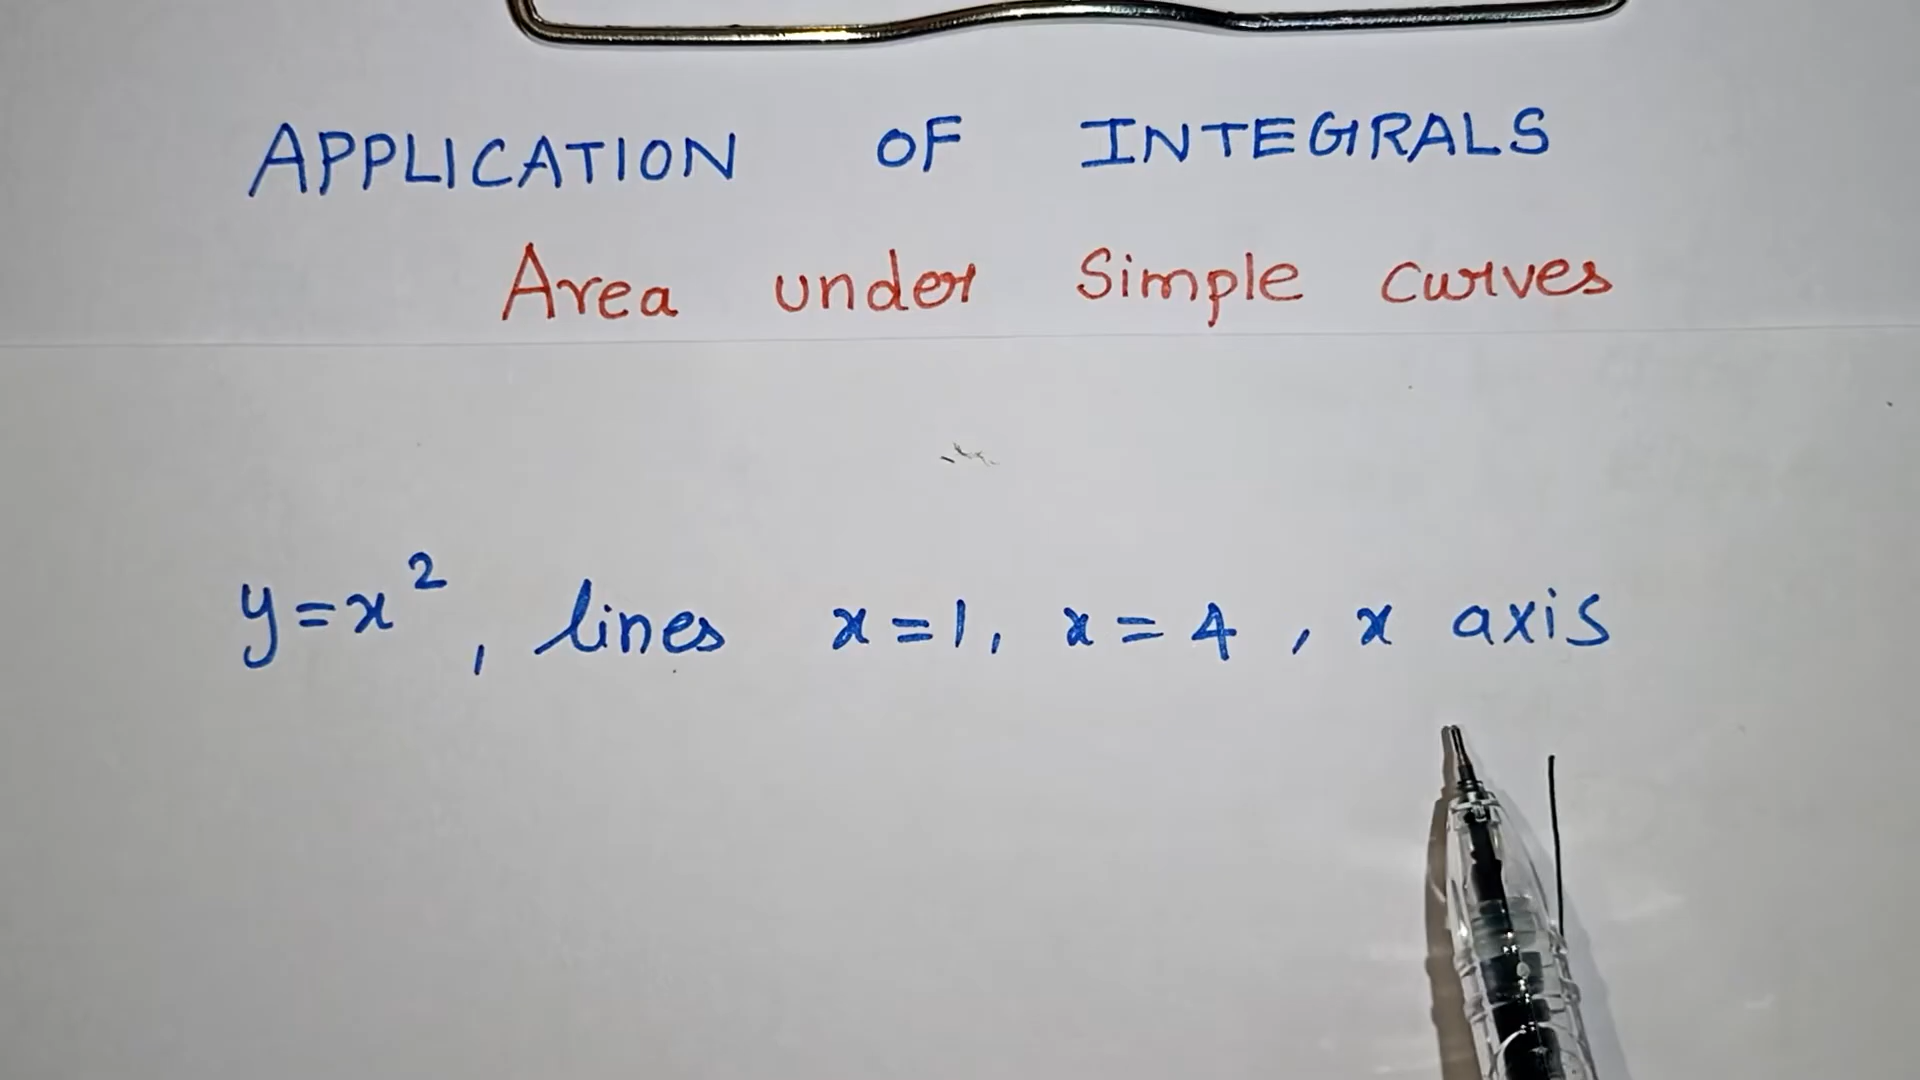 APPLICATION OF INTEGRALS
Area under Simple curves
y=x², lines x=1, x=4, x axis